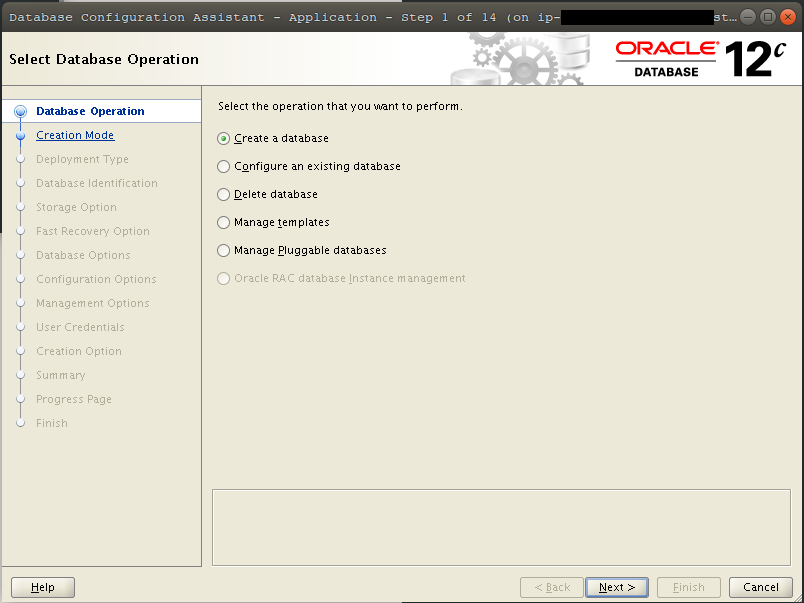 Database Configuration Assistant - Application - Step 1 of 14 (on ip- st…
Select Database Operation
ORACLE®
DATABASE
12c
Database Operation
Creation Mode
Deployment Type
Database Identification
Storage Option
Fast Recovery Option
Database Options
Configuration Options
Management Options
User Credentials
Creation Option
Summary
Progress Page
Finish
Select the operation that you want to perform.
Create a database
Configure an existing database
Delete database
Manage templates
Manage Pluggable databases
Oracle RAC database Instance management
Help
< Back
Next >
Finish
Cancel